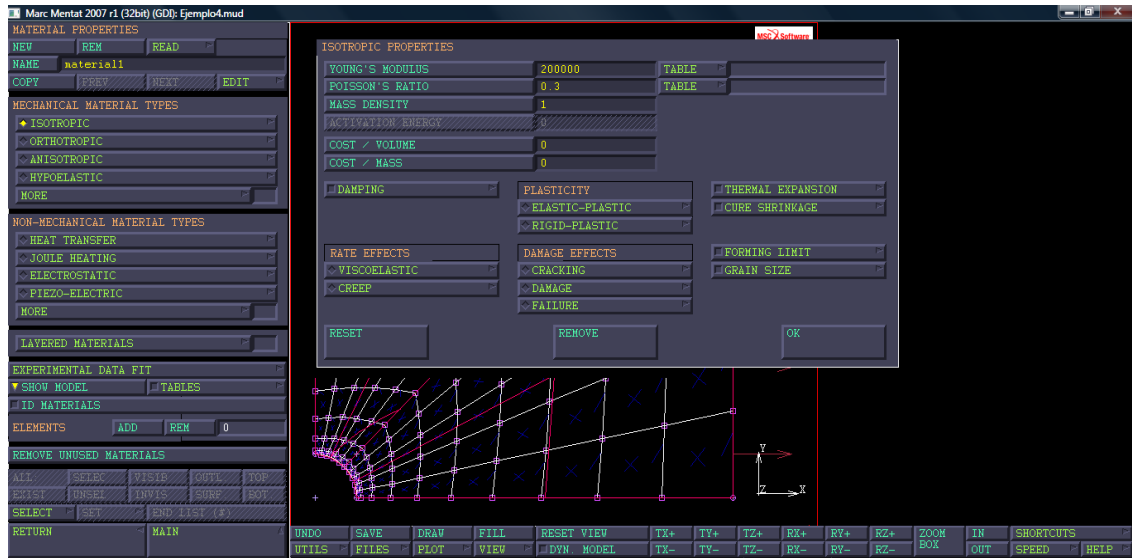 Marc Mentat 2007 r1 (32bit) (GDI): Ejemplo4.mud
MATERIAL PROPERTIES
NEW REM READ
NAME material1
COPY PREV NEXT EDIT
MECHANICAL MATERIAL TYPES
ISOTROPIC
ORTHOTROPIC
ANISOTROPIC
HYPOELASTIC
MORE
NON-MECHANICAL MATERIAL TYPES
HEAT TRANSFER
JOULE HEATING
ELECTROSTATIC
PIEZO-ELECTRIC
MORE
LAYERED MATERIALS
EXPERIMENTAL DATA FIT
SHOW MODEL TABLES
ID MATERIALS
ELEMENTS ADD REM 0
REMOVE UNUSED MATERIALS
ALL SELEC VISIB OUTL TOP
EXIST UNSEL INVIS SURF BOT
SELECT SET END LIST (#)
RETURN MAIN
MSC Software
ISOTROPIC PROPERTIES
YOUNG'S MODULUS 200000 TABLE
POISSON'S RATIO 0.3 TABLE
MASS DENSITY 1
ACTIVATION ENERGY 0
COST / VOLUME 0
COST / MASS 0
DAMPING PLASTICITY THERMAL EXPANSION
ELASTIC-PLASTIC CURE SHRINKAGE
RIGID-PLASTIC
RATE EFFECTS DAMAGE EFFECTS FORMING LIMIT
VISCOELASTIC CRACKING GRAIN SIZE
CREEP DAMAGE
FAILURE
RESET REMOVE OK
Y
Z X
UNDO SAVE DRAW FILL RESET VIEW TX+ TY+ TZ+ RX+ RY+ RZ+ ZOOM BOX IN SHORTCUTS
UTILS FILES PLOT VIEW DYN. MODEL TX- TY- TZ- RX- RY- RZ- OUT SPEED HELP